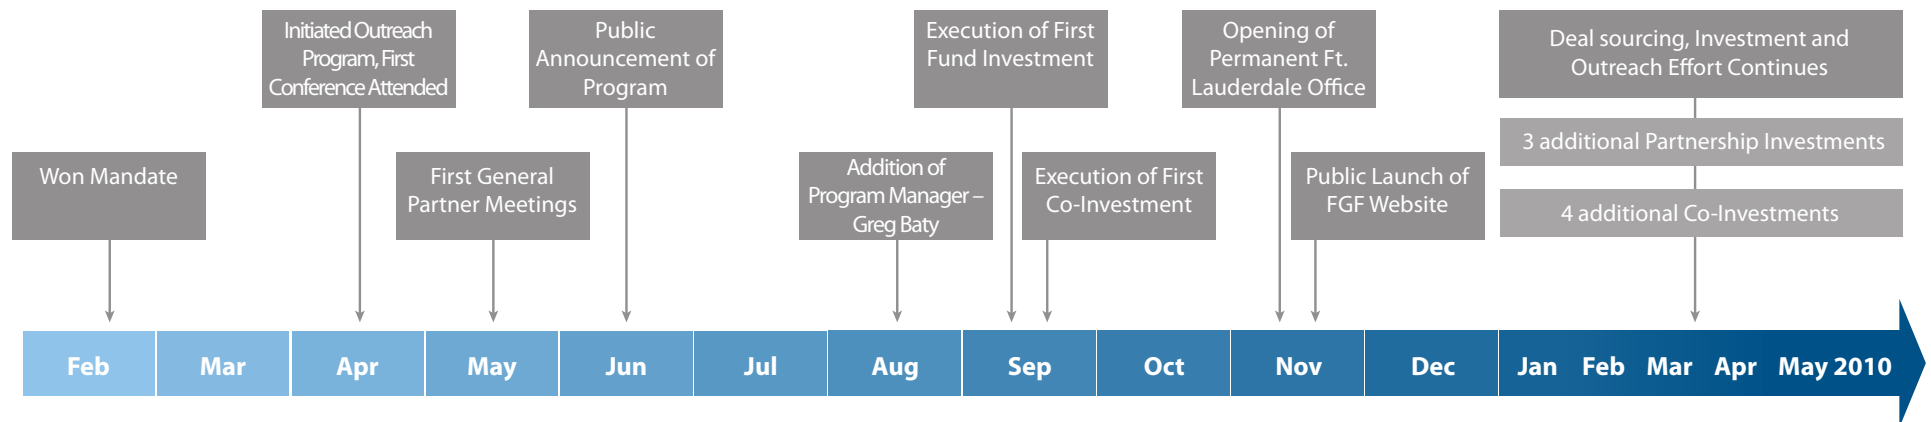 Won Mandate
Initiated Outreach
Program, First
Conference Attended
First General
Partner Meetings
Public
Announcement of
Program
Addition of
Program Manager –
Greg Baty
Execution of First
Fund Investment
Execution of First
Co-Investment
Opening of
Permanent Ft.
Lauderdale Office
Public Launch of
FGF Website
Deal sourcing, Investment and
Outreach Effort Continues
3 additional Partnership Investments
4 additional Co-Investments
Feb Mar Apr May Jun Jul Aug Sep Oct Nov Dec Jan Feb Mar Apr May 2010